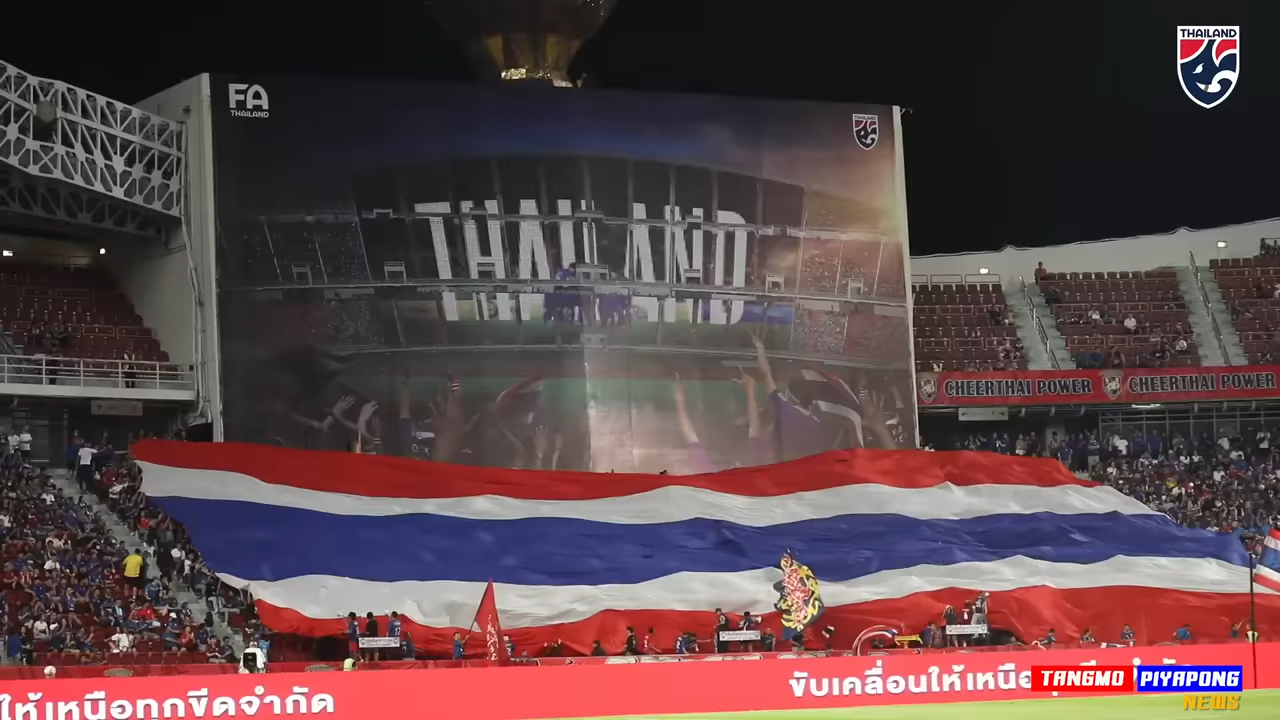 THAILAND
FA
THAILAND
THAILAND
THAILAND
CHEERTHAI POWER
CHEERTHAI POWER
ให้เหนือทุกขีดจำกัด
ขับเคลื่อนให้เหนือ
TANGMO PIYAPONG
NEWS